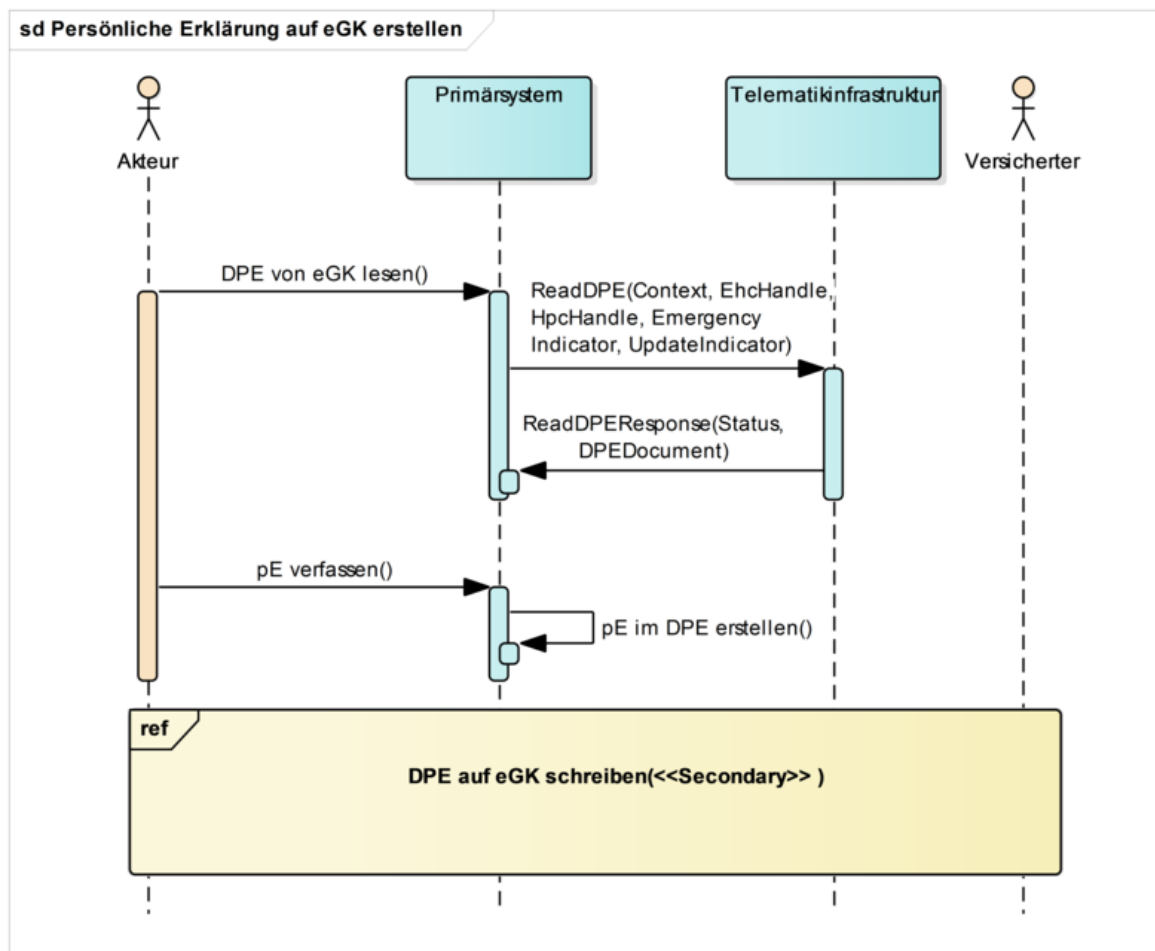 sd Persönliche Erklärung auf eGK erstellen
Akteur
Primärsystem
Telematikinfrastruktur
Versicherter
DPE von eGK lesen()
ReadDPE(Context, EhcHandle,
HpcHandle, Emergency
Indicator, UpdateIndicator)
ReadDPEResponse(Status,
DPEDocument)
pE verfassen()
pE im DPE erstellen()
ref
DPE auf eGK schreiben(<<Secondary>> )